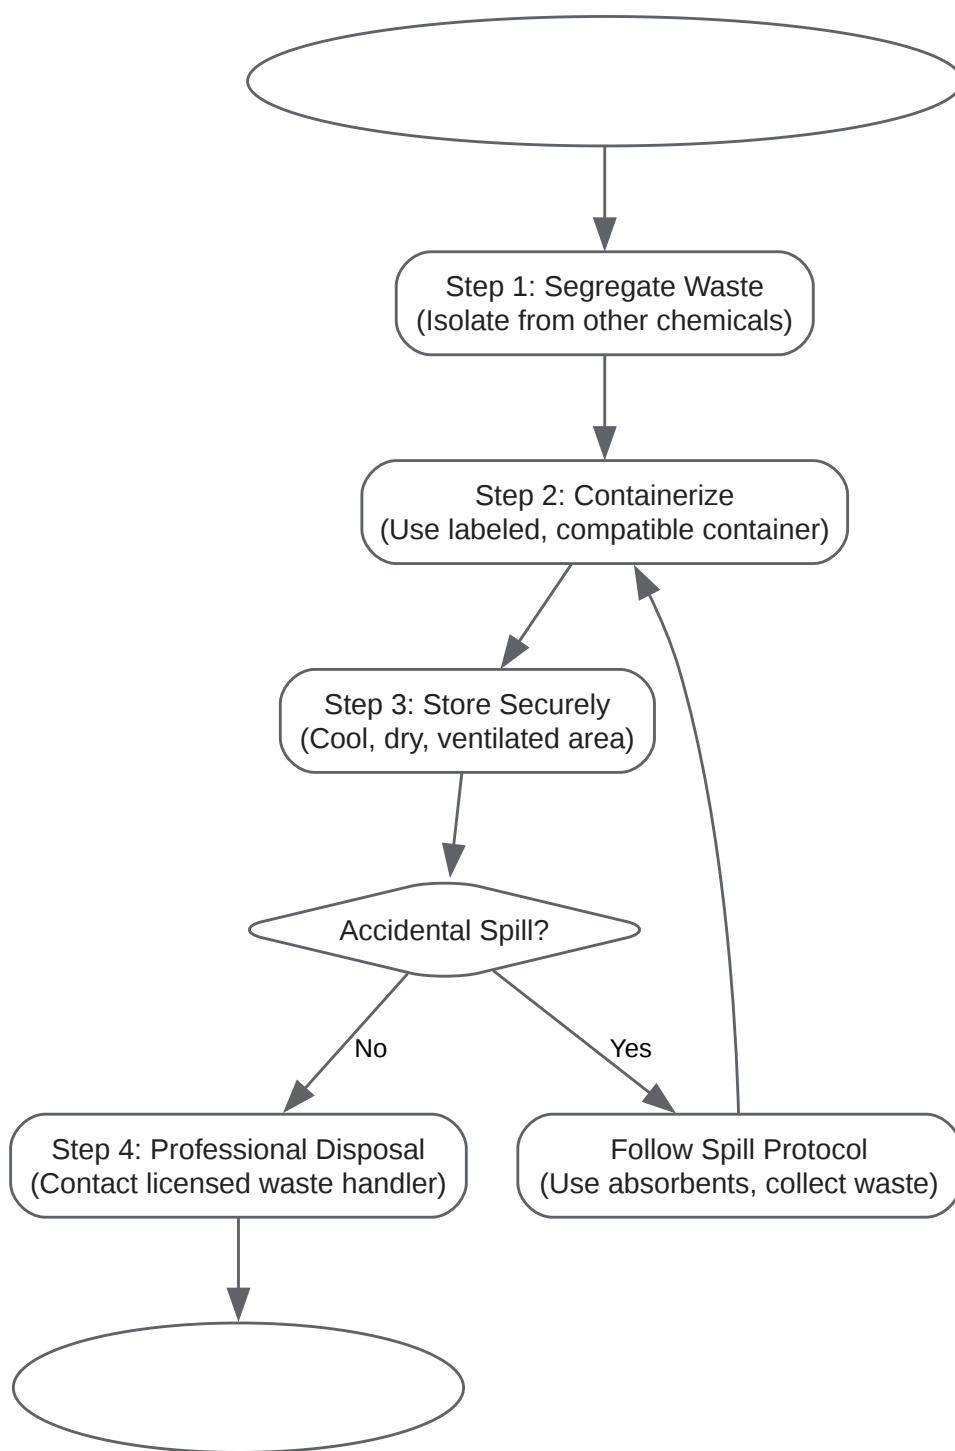 Step 1: Segregate Waste
(Isolate from other chemicals)
Step 2: Containerize
(Use labeled, compatible container)
Step 3: Store Securely
(Cool, dry, ventilated area)
Accidental Spill?
No
Yes
Step 4: Professional Disposal
(Contact licensed waste handler)
Follow Spill Protocol
(Use absorbents, collect waste)